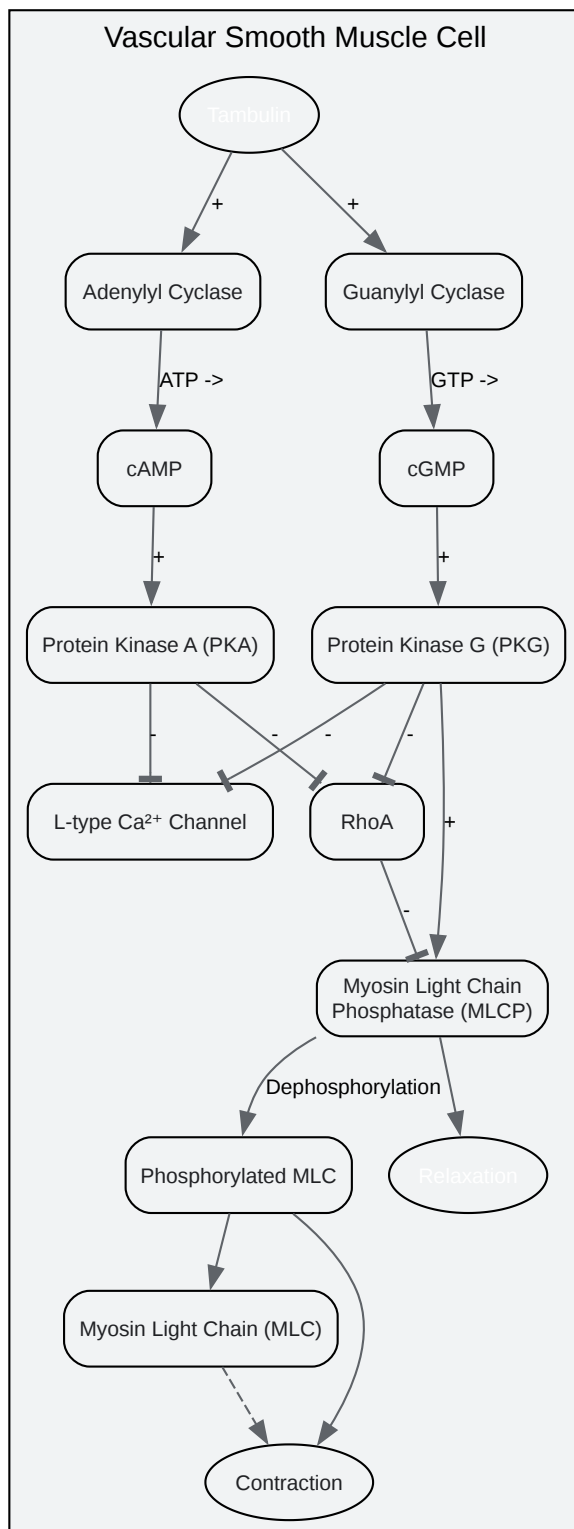 Vascular Smooth Muscle Cell
Tambulin
+
+
Adenylyl Cyclase
Guanylyl Cyclase
ATP ->
GTP ->
cAMP
cGMP
+
+
Protein Kinase A (PKA)
Protein Kinase G (PKG)
-
-
-
-
L-type Ca²⁺ Channel
RhoA
+
-
Myosin Light Chain
Phosphatase (MLCP)
Dephosphorylation
Phosphorylated MLC
Relaxation
Myosin Light Chain (MLC)
Contraction